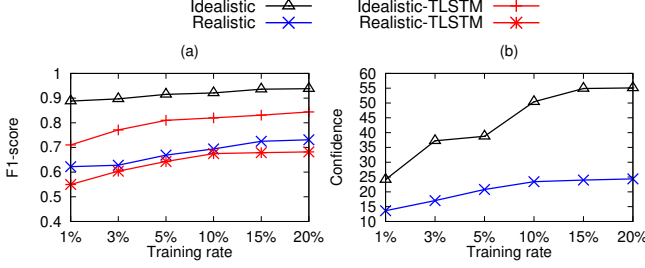 Idealistic Idealistic-TLSTM
Realistic Realistic-TLSTM
(a) (b)
1
0.9
0.8
0.7
0.6
0.5
0.4
F1-score
1% 3% 5% 10% 15% 20%
Training rate
60
55
50
45
40
35
30
25
20
15
10
Confidence
1% 3% 5% 10% 15% 20%
Training rate